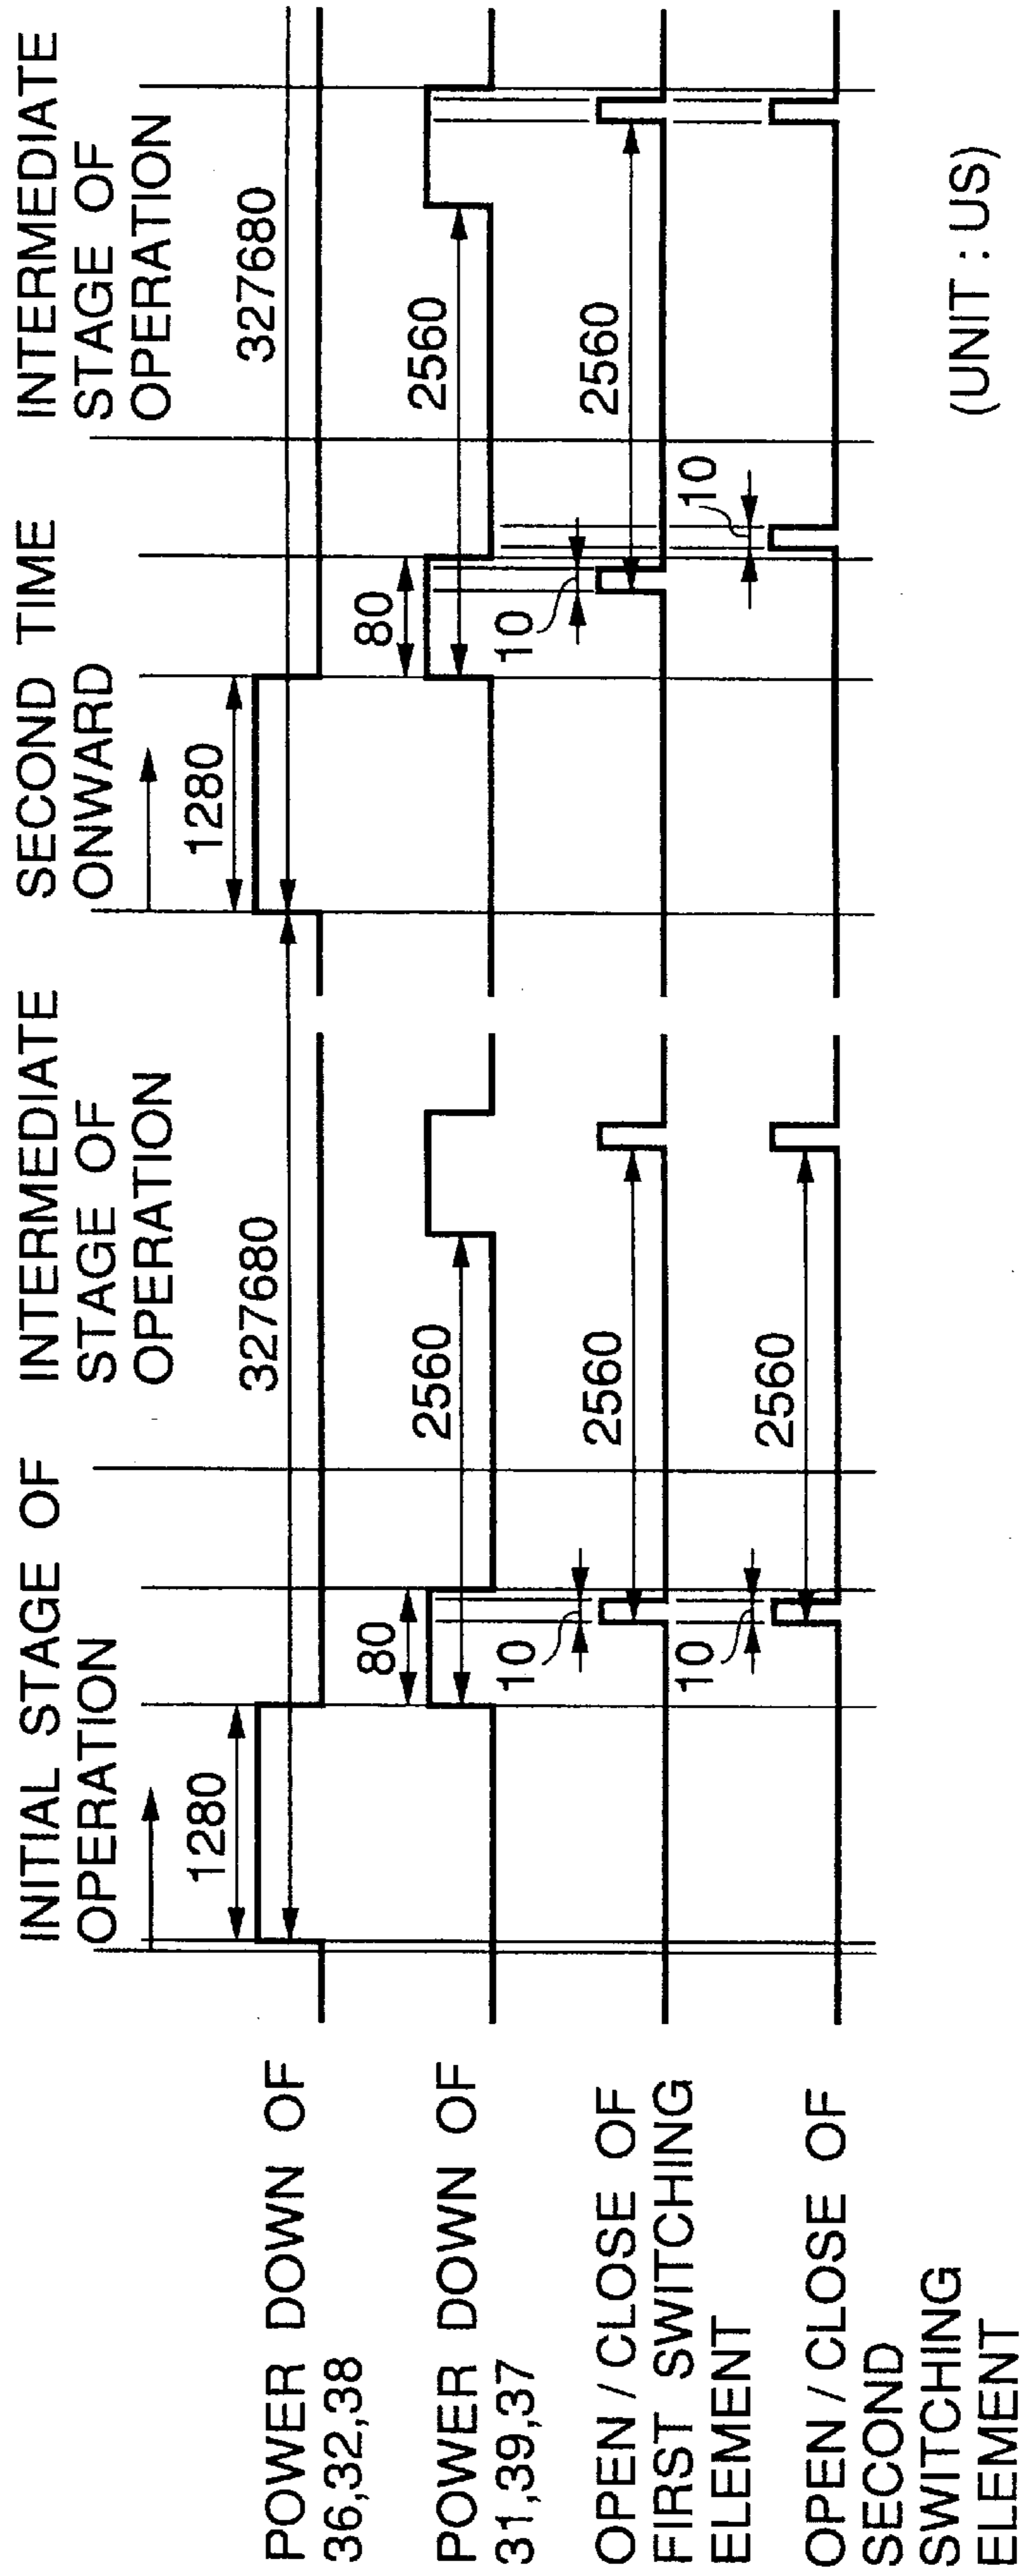 INITIAL STAGE OF
OPERATION
INTERMEDIATE
STAGE OF
OPERATION
SECOND TIME
ONWARD
INTERMEDIATE
STAGE OF
OPERATION
POWER DOWN OF
36,32,38
1280
327680
1280
327680
POWER DOWN OF
31,39,37
80
2560
80
2560
OPEN / CLOSE OF
FIRST SWITCHING
ELEMENT
10
2560
10
2560
OPEN / CLOSE OF
SECOND
SWITCHING
ELEMENT
10
2560
10
(UNIT : US)